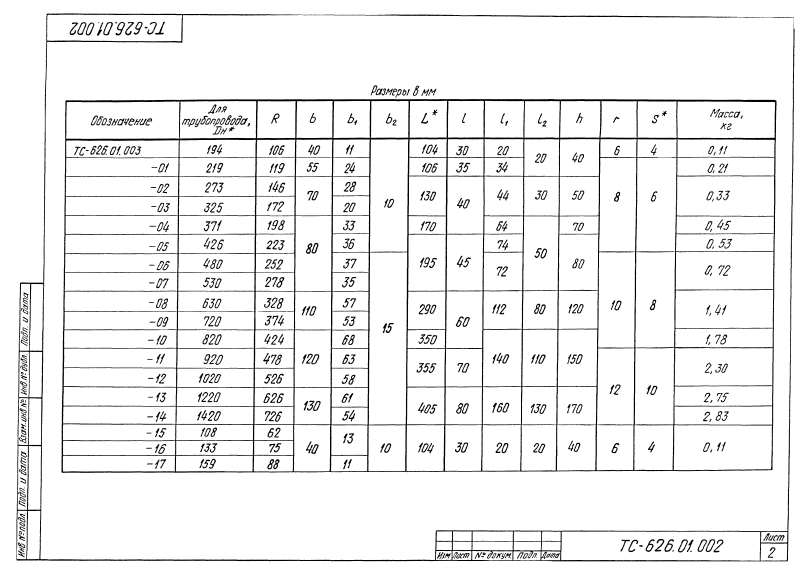 ТС-626.01.002
Размеры в мм
Обозначение Для трубопровода, Dн* R b b₁ b₂ L* l l₁ l₂ h r s* Масса, кг
ТС-626.01.003 194 106 40 11 10 104 30 20 20 40 6 4 0,11
-01 219 119 55 24 106 35 34 8 6 0,21
-02 273 146 70 28 130 40 44 30 50 0,33
-03 325 172 20
-04 371 198 80 33 170 64 50 70 0,45
-05 426 223 36 195 45 74 80 0,53
-06 480 252 37 15 72 10 8 0,72
-07 530 278 35
-08 630 328 110 57 290 60 112 80 120 1,41
-09 720 374 53
-10 820 424 120 68 350 140 110 150 1,78
-11 920 478 63 355 70 12 10 2,30
-12 1020 526 58
-13 1220 626 130 61 405 80 160 130 170 2,75
-14 1420 726 54 2,83
-15 108 62 40 13 10 104 30 20 20 40 6 4 0,11
-16 133 75
-17 159 88 11
Инв.№подл. Подп. и дата Взам.инв.№ Инв.№дубл. Подп. и дата
Изм Лист № докум. Подп. Дата
ТС-626.01.002
Лист
2